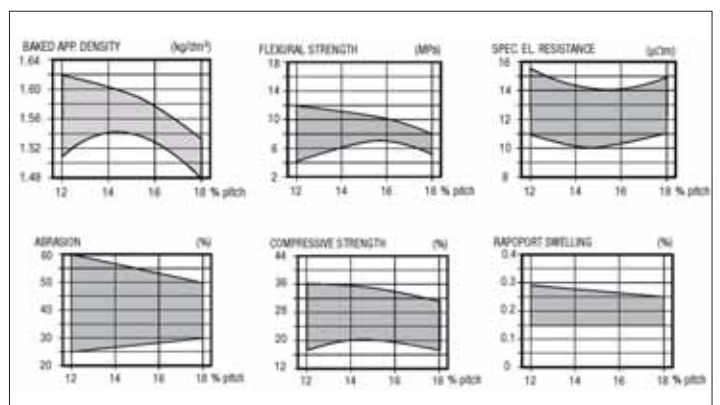 BAKED APP. DENSITY (kg/dm³)
1.64
1.60
1.56
1.52
1.48
12 14 16 18 % pitch
FLEXURAL STRENGTH (MPs)
18
14
10
6
2
12 14 16 18 % pitch
SPEC. EL. RESISTANCE
16
14
12
10
8
12 14 16 18 % pitch
ABRASION (%)
60
50
40
30
20
12 14 16 18 % pitch
COMPRESSIVE STRENGTH (%)
44
36
28
20
12
12 14 16 18 % pitch
RAPOPORT SWELLING (%)
0.4
0.3
0.2
0.1
0
12 14 16 18 % pitch